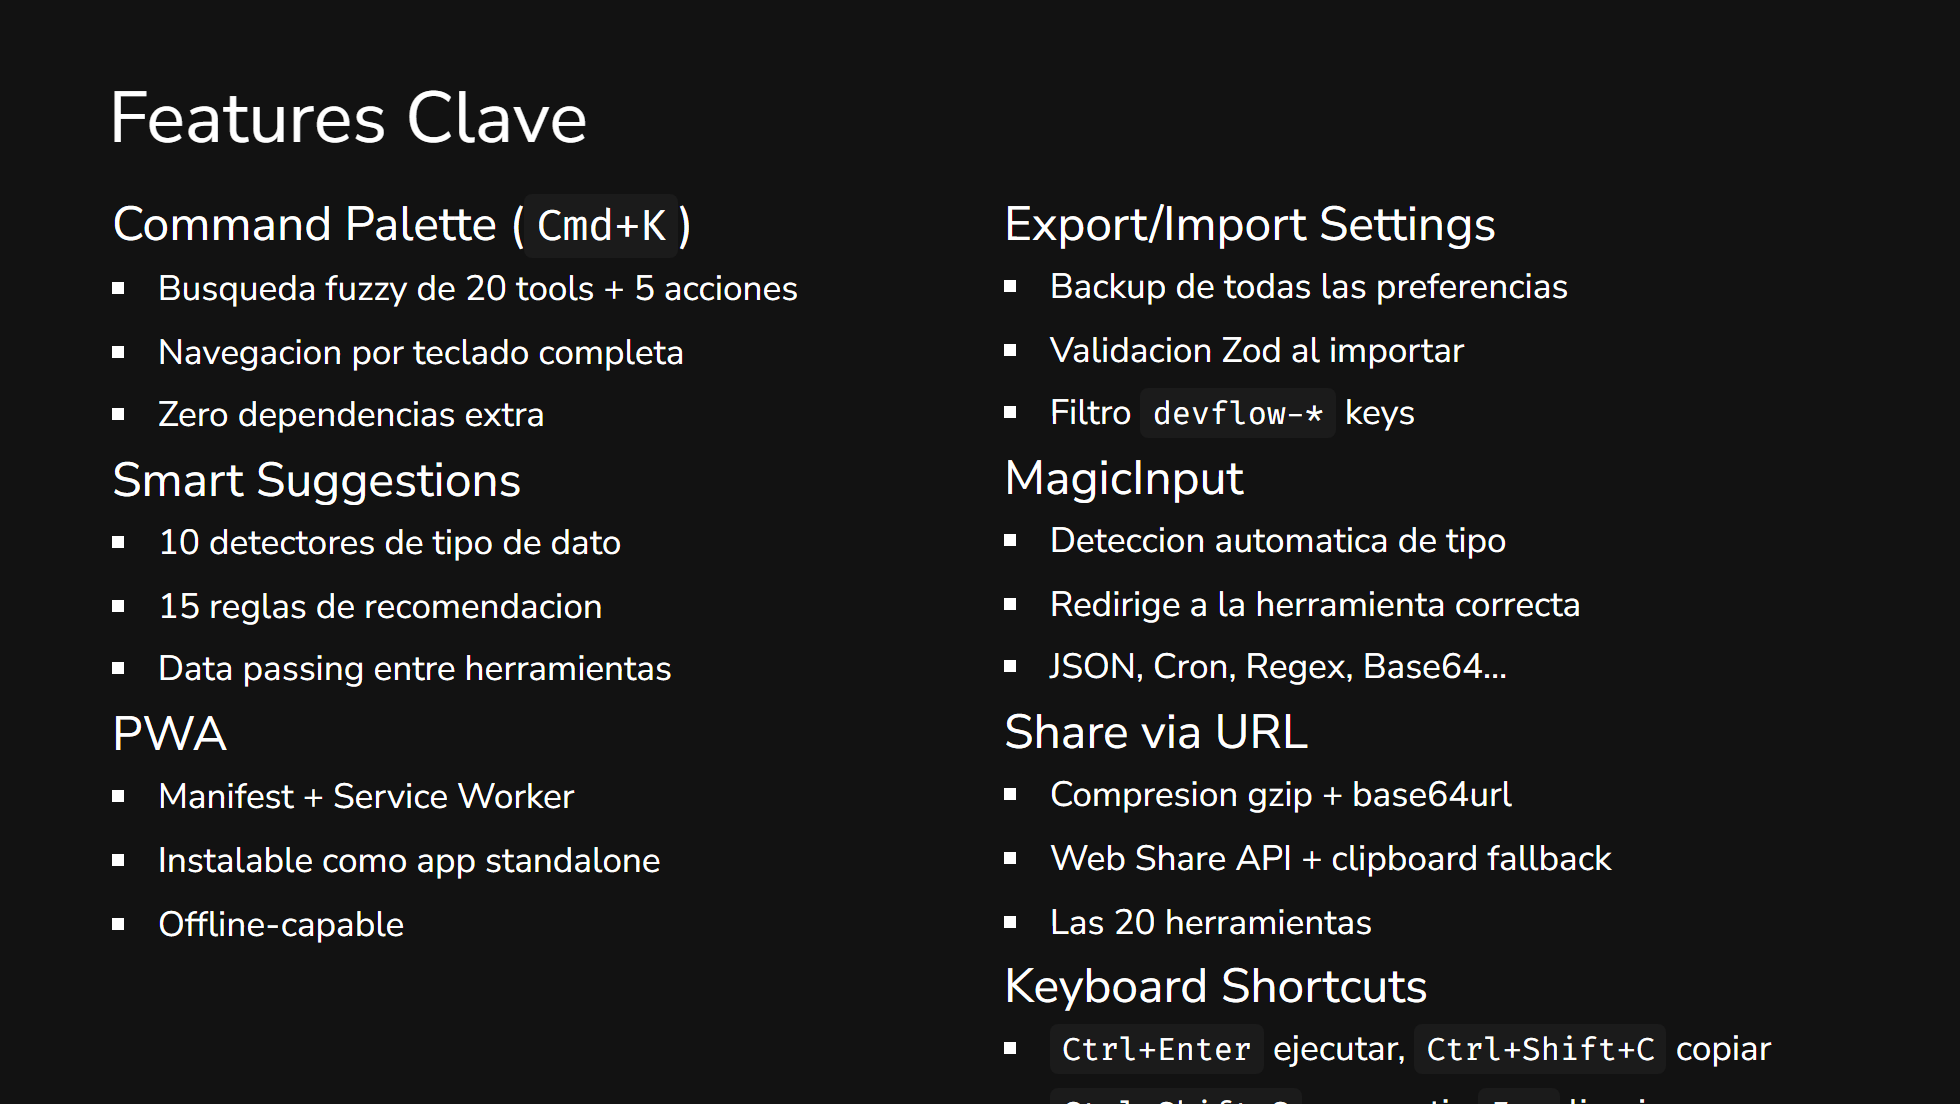 Features Clave
Command Palette ( Cmd+K )
Busqueda fuzzy de 20 tools + 5 acciones
Navegacion por teclado completa
Zero dependencias extra
Smart Suggestions
10 detectores de tipo de dato
15 reglas de recomendacion
Data passing entre herramientas
PWA
Manifest + Service Worker
Instalable como app standalone
Offline-capable
Export/Import Settings
Backup de todas las preferencias
Validacion Zod al importar
Filtro devflow-* keys
MagicInput
Deteccion automatica de tipo
Redirige a la herramienta correcta
JSON, Cron, Regex, Base64...
Share via URL
Compresion gzip + base64url
Web Share API + clipboard fallback
Las 20 herramientas
Keyboard Shortcuts
Ctrl+Enter ejecutar, Ctrl+Shift+C copiar